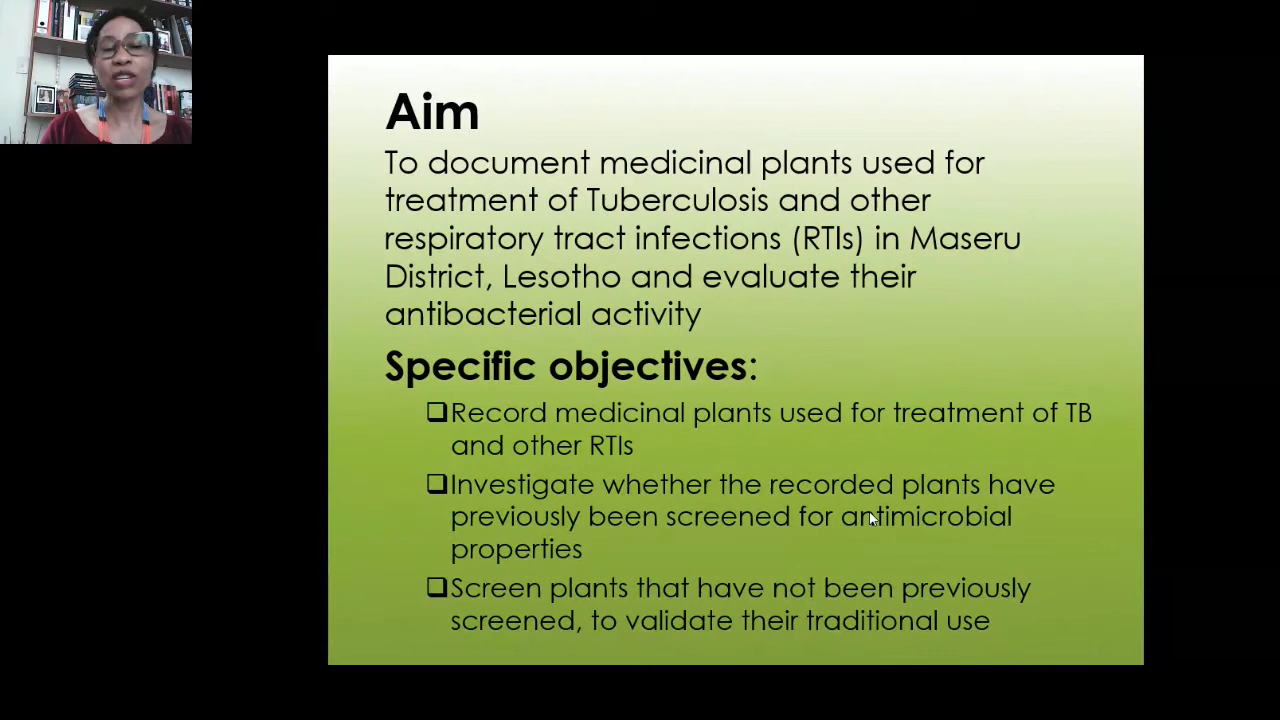 Aim
To document medicinal plants used for
treatment of Tuberculosis and other
respiratory tract infections (RTIs) in Maseru
District, Lesotho and evaluate their
antibacterial activity
Specific objectives:
❑Record medicinal plants used for treatment of TB
and other RTIs
❑Investigate whether the recorded plants have
previously been screened for antimicrobial
properties
❑Screen plants that have not been previously
screened, to validate their traditional use